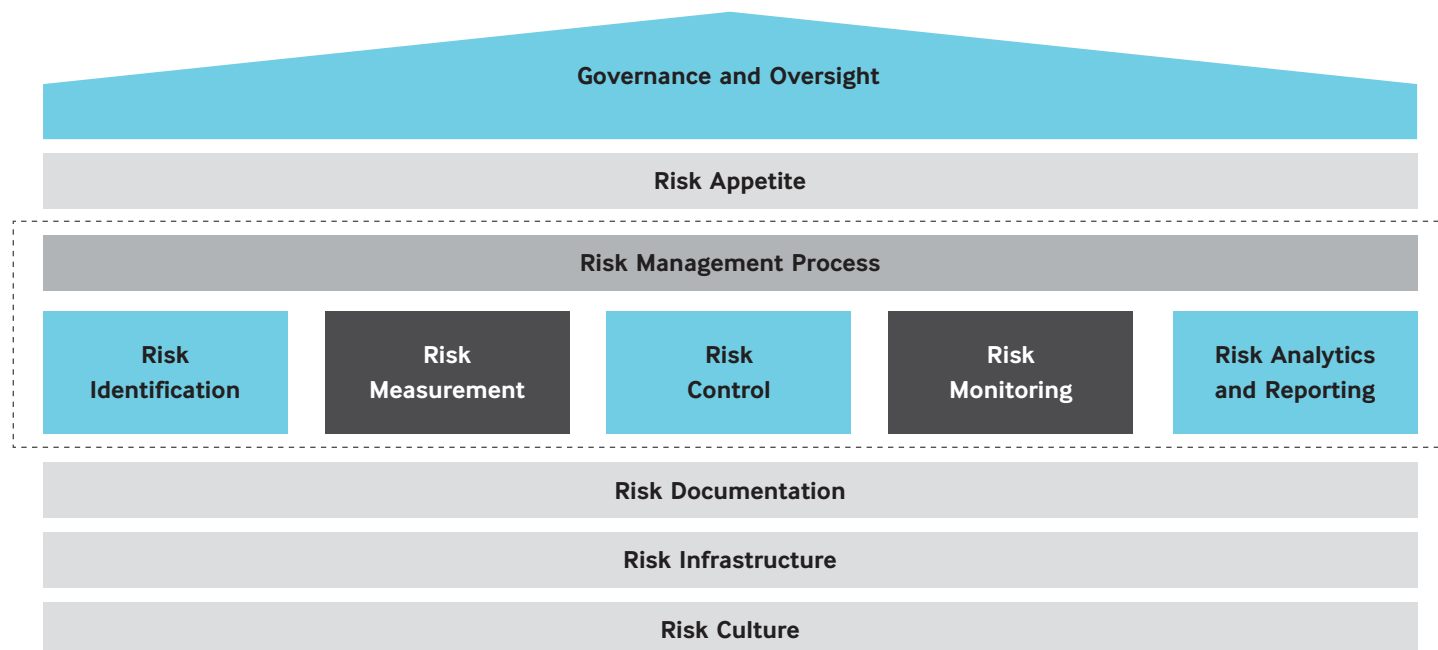 Governance and Oversight
Risk Appetite
Risk Management Process
Risk
Identification
Risk
Measurement
Risk
Control
Risk
Monitoring
Risk Analytics
and Reporting
Risk Documentation
Risk Infrastructure
Risk Culture